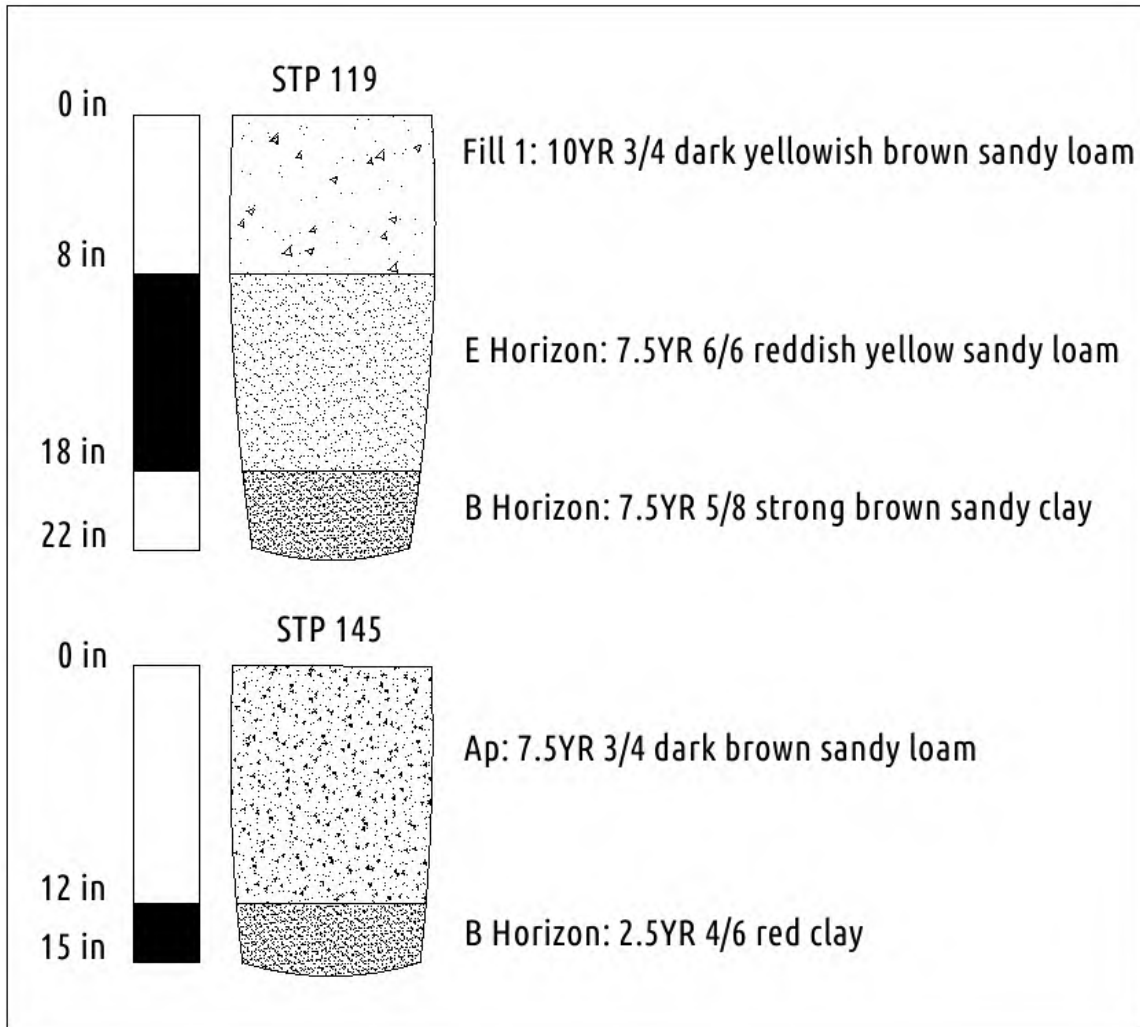 STP 119
0 in
Fill 1: 10YR 3/4 dark yellowish brown sandy loam
8 in
E Horizon: 7.5YR 6/6 reddish yellow sandy loam
18 in
B Horizon: 7.5YR 5/8 strong brown sandy clay
22 in
STP 145
0 in
Ap: 7.5YR 3/4 dark brown sandy loam
12 in
B Horizon: 2.5YR 4/6 red clay
15 in